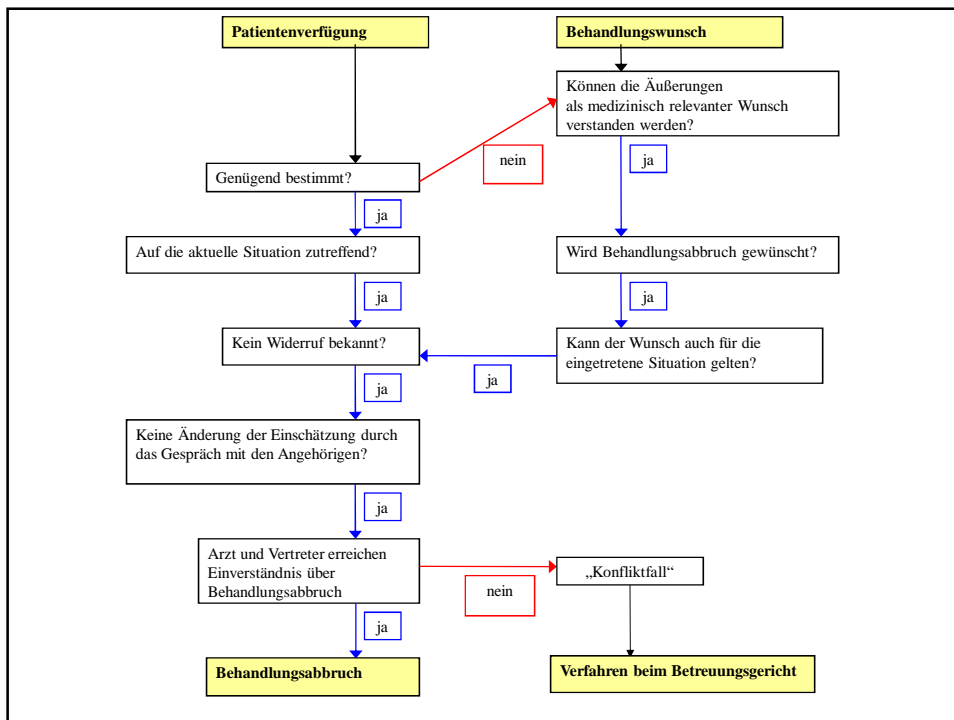 Patientenverfügung
Behandlungswunsch
Können die Äußerungen
als medizinisch relevanter Wunsch
verstanden werden?
nein
ja
Genügend bestimmt?
ja
Auf die aktuelle Situation zutreffend?
Wird Behandlungsabbruch gewünscht?
ja
ja
Kein Widerruf bekannt?
Kann der Wunsch auch für die
eingetretene Situation gelten?
ja
ja
Keine Änderung der Einschätzung durch
das Gespräch mit den Angehörigen?
ja
Arzt und Vertreter erreichen
Einverständnis über
Behandlungsabbruch
„Konfliktfall“
nein
ja
Behandlungsabbruch
Verfahren beim Betreuungsgericht